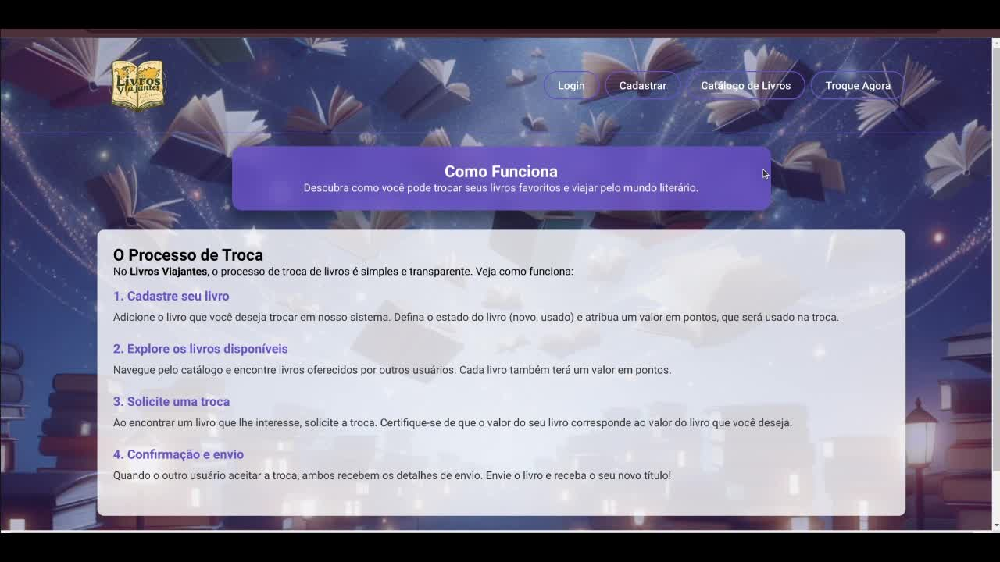 Livros
Viajantes
Login
Cadastrar
Catálogo de Livros
Troque Agora
Como Funciona
Descubra como você pode trocar seus livros favoritos e viajar pelo mundo literário.
O Processo de Troca
No Livros Viajantes, o processo de troca de livros é simples e transparente. Veja como funciona:
1. Cadastre seu livro
Adicione o livro que você deseja trocar em nosso sistema. Defina o estado do livro (novo, usado) e atribua um valor em pontos, que será usado na troca.
2. Explore os livros disponíveis
Navegue pelo catálogo e encontre livros oferecidos por outros usuários. Cada livro também terá um valor em pontos.
3. Solicite uma troca
Ao encontrar um livro que lhe interesse, solicite a troca. Certifique-se de que o valor do seu livro corresponde ao valor do livro que você deseja.
4. Confirmação e envio
Quando o outro usuário aceitar a troca, ambos recebem os detalhes de envio. Envie o livro e receba o seu novo título!